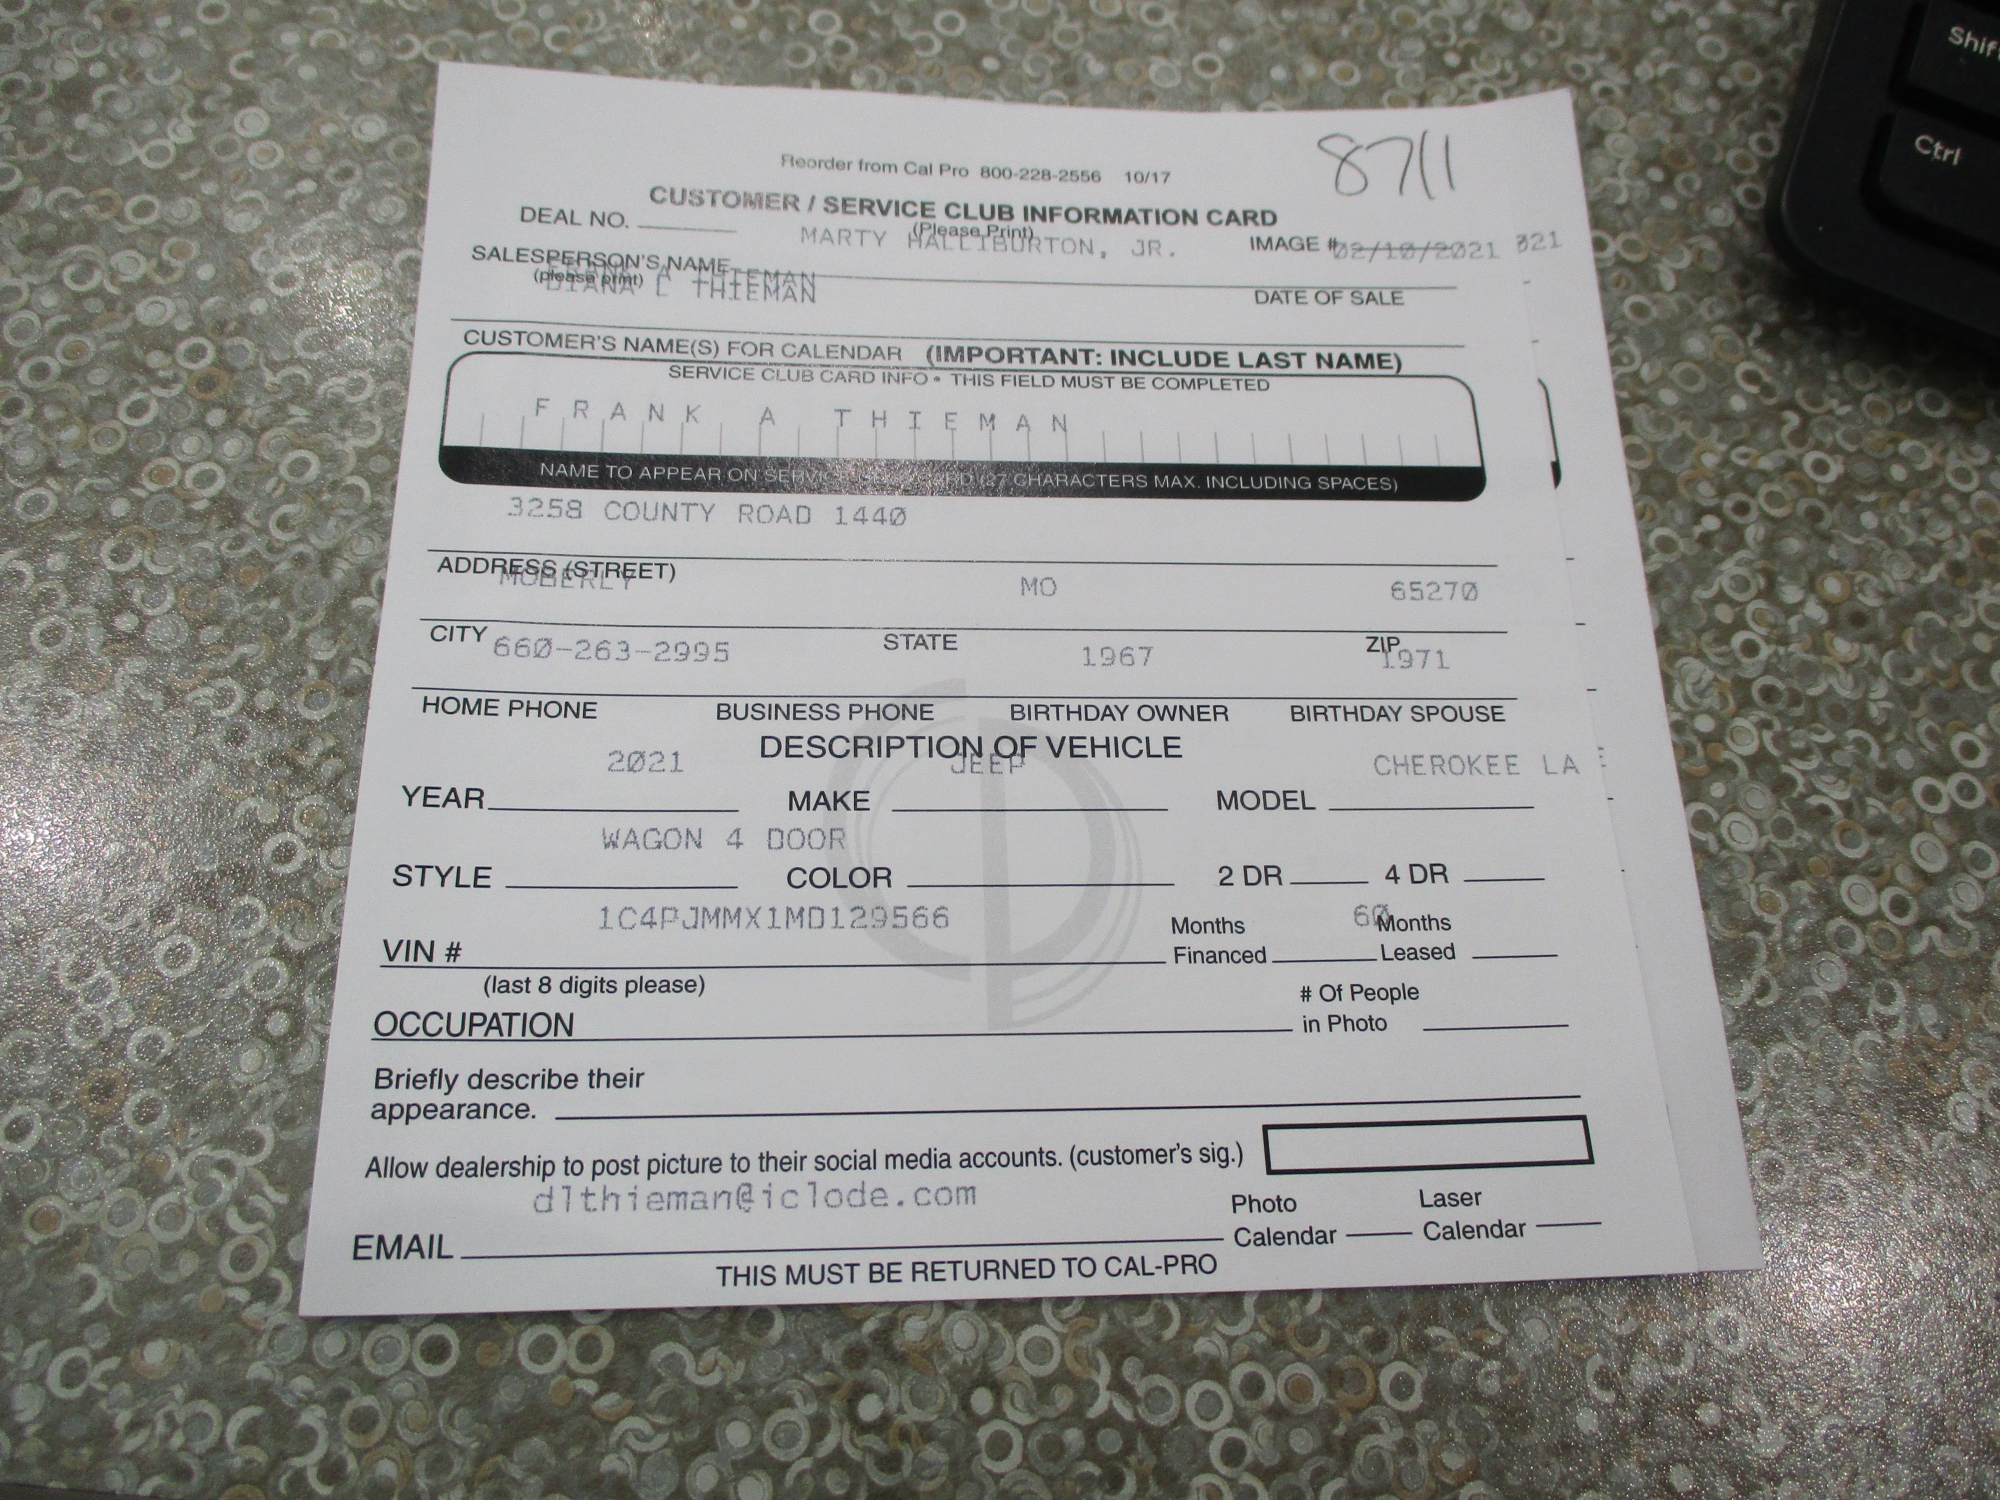 8711
Reorder from Cal Pro 800-228-2556 10/17
CUSTOMER / SERVICE CLUB INFORMATION CARD
DEAL NO.
(Please Print)
MARTY HALLIBURTON, JR.
IMAGE #
02/10/2021 321
SALESPERSON'S NAME
(please print)
FRANK A THIEMAN
DIANA L THIEMAN
DATE OF SALE
CUSTOMER'S NAME(S) FOR CALENDAR (IMPORTANT: INCLUDE LAST NAME)
SERVICE CLUB CARD INFO • THIS FIELD MUST BE COMPLETED
FRANK A THIEMAN
NAME TO APPEAR ON SERVICE CLUB CARD (27 CHARACTERS MAX. INCLUDING SPACES)
3258 COUNTY ROAD 1440
ADDRESS (STREET)
MOBERLY MO 65270
CITY STATE ZIP
660-263-2995 1967 1971
HOME PHONE BUSINESS PHONE BIRTHDAY OWNER BIRTHDAY SPOUSE
DESCRIPTION OF VEHICLE
2021 JEEP CHEROKEE LA
YEAR MAKE MODEL
WAGON 4 DOOR
STYLE COLOR 2 DR 4 DR
1C4PJMMX1MD129566 60
VIN # Months Financed Months Leased
(last 8 digits please)
OCCUPATION # Of People in Photo
Briefly describe their
appearance.
Allow dealership to post picture to their social media accounts. (customer's sig.)
dlthieman@iclode.com
EMAIL Photo Calendar Laser Calendar
THIS MUST BE RETURNED TO CAL-PRO
Shift
Ctrl